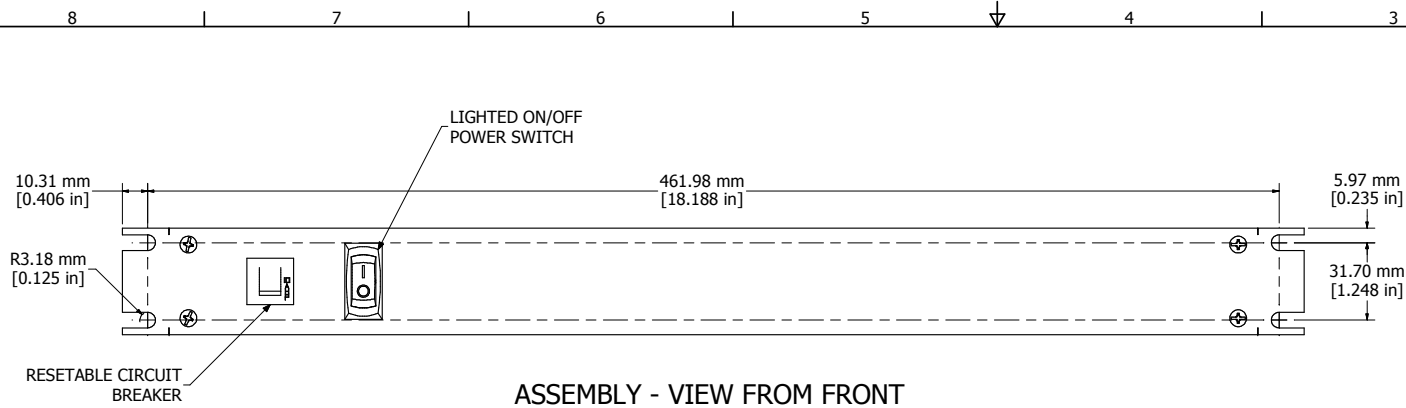 8 7 6 5 4 3
LIGHTED ON/OFF
POWER SWITCH
10.31 mm
[0.406 in]
461.98 mm
[18.188 in]
5.97 mm
[0.235 in]
R3.18 mm
[0.125 in]
31.70 mm
[1.248 in]
RESETABLE CIRCUIT
BREAKER
ASSEMBLY - VIEW FROM FRONT